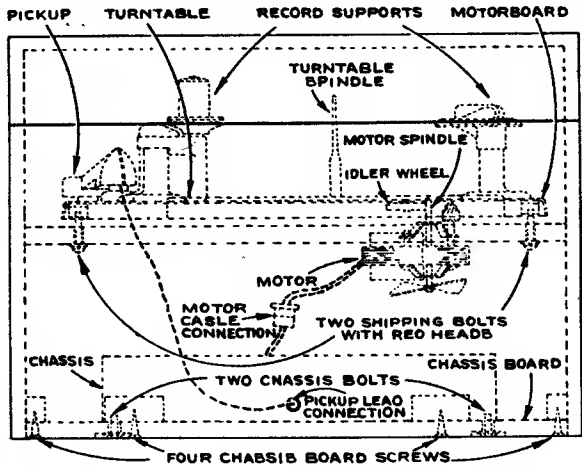 PICKUP TURNTABLE RECORD SUPPORTS MOTORBOARD
TURNTABLE
SPINDLE
MOTOR SPINDLE
IDLER WHEEL
MOTOR
MOTOR
CABLE
CONNECTION
TWO SHIPPING BOLTS
WITH REO HEADB
CHASSIS
CHASSIS BOARD
TWO CNASSIS BOLTS
PICKUP LEAO
CONNECTION
FOUR CHABSIB BOARD SCREWS